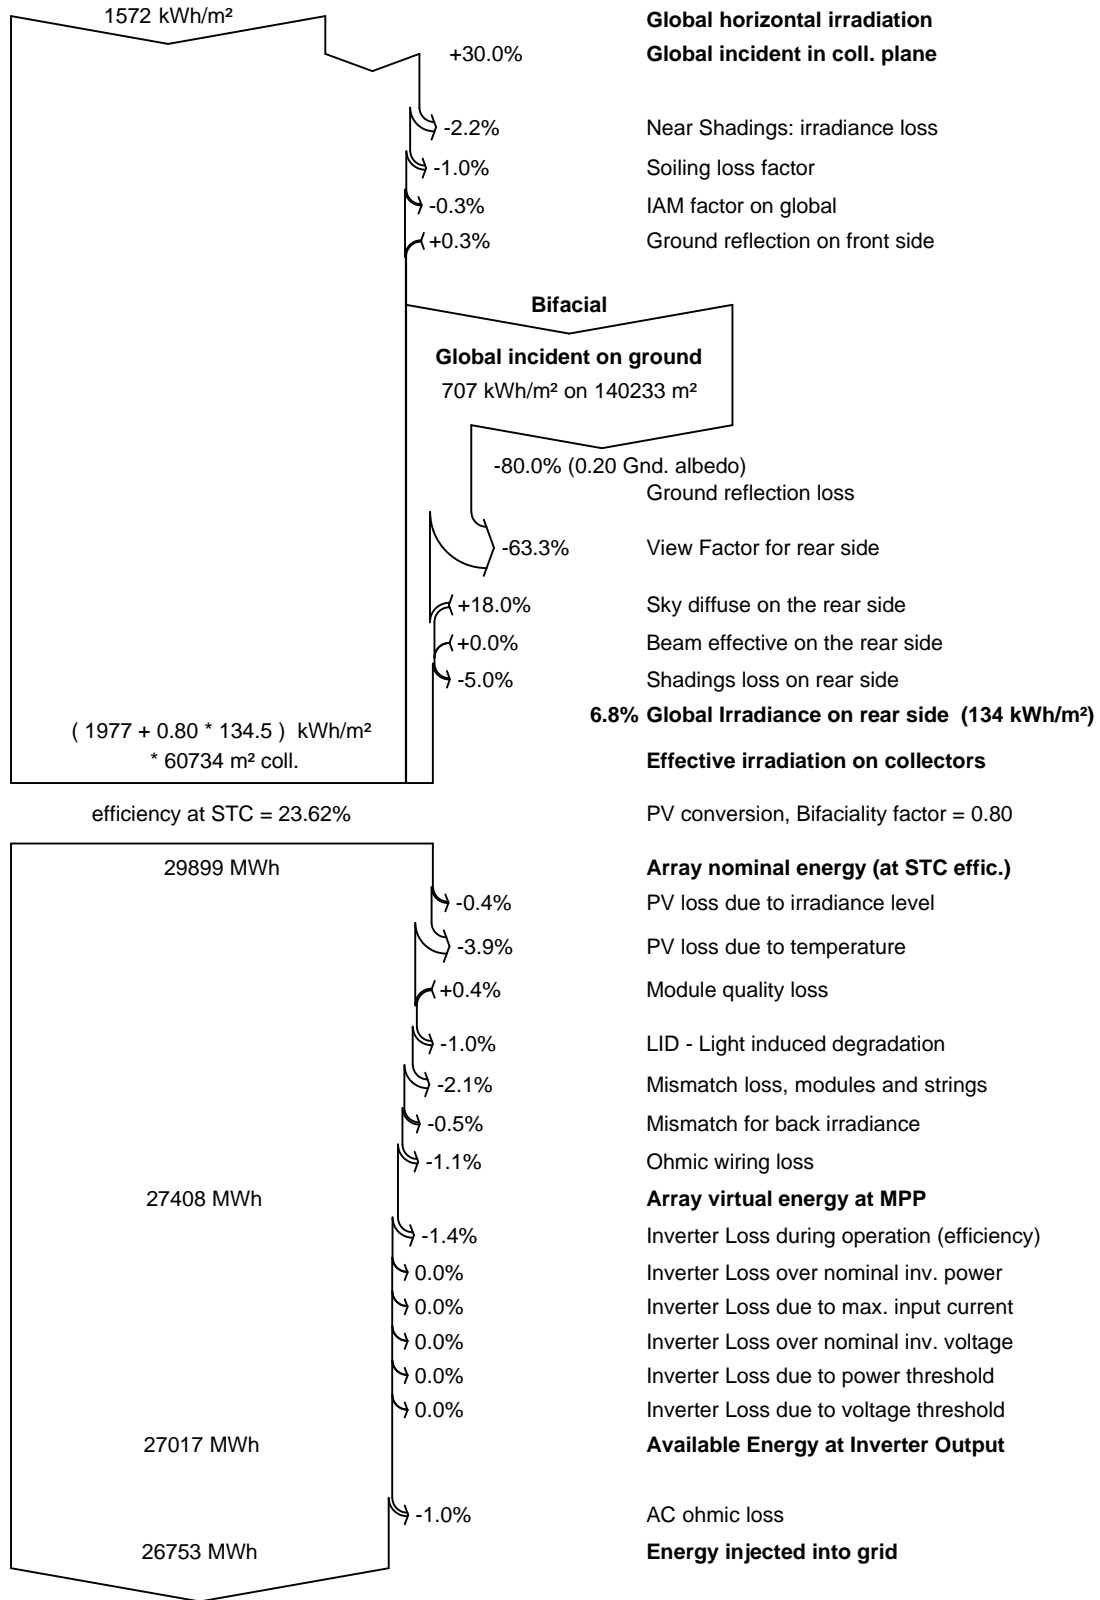 1572 kWh/m² Global horizontal irradiation
+30.0% Global incident in coll. plane
-2.2% Near Shadings: irradiance loss
-1.0% Soiling loss factor
-0.3% IAM factor on global
+0.3% Ground reflection on front side
Bifacial
Global incident on ground
707 kWh/m² on 140233 m²
-80.0% (0.20 Gnd. albedo)
Ground reflection loss
-63.3% View Factor for rear side
+18.0% Sky diffuse on the rear side
+0.0% Beam effective on the rear side
-5.0% Shadings loss on rear side
6.8% Global Irradiance on rear side (134 kWh/m²)
( 1977 + 0.80 * 134.5 ) kWh/m²
* 60734 m² coll. Effective irradiation on collectors
efficiency at STC = 23.62% PV conversion, Bifaciality factor = 0.80
29899 MWh Array nominal energy (at STC effic.)
-0.4% PV loss due to irradiance level
-3.9% PV loss due to temperature
+0.4% Module quality loss
-1.0% LID - Light induced degradation
-2.1% Mismatch loss, modules and strings
-0.5% Mismatch for back irradiance
-1.1% Ohmic wiring loss
27408 MWh Array virtual energy at MPP
-1.4% Inverter Loss during operation (efficiency)
0.0% Inverter Loss over nominal inv. power
0.0% Inverter Loss due to max. input current
0.0% Inverter Loss over nominal inv. voltage
0.0% Inverter Loss due to power threshold
0.0% Inverter Loss due to voltage threshold
27017 MWh Available Energy at Inverter Output
-1.0% AC ohmic loss
26753 MWh Energy injected into grid